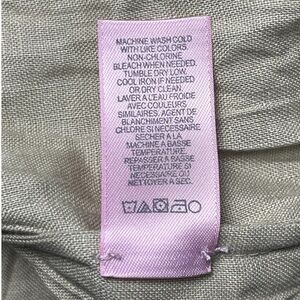 MACHINE WASH COLD
WITH LIKE COLORS.
NON-CHLORINE
BLEACH WHEN NEEDED.
TUMBLE DRY LOW.
COOL IRON IF NEEDED
OR DRY CLEAN
LAVER A L'EAU FROIDE
AVEC COULEURS
SIMILAIRES. AGENT DE
BLANCHIMENT SANS
CHLORE SI NECESSAIRE
SECHER A LA
MACHINE A BASSE
TEMPERATURE.
REPASSER A BASSE
TEMPERATURE SI
NECESSAIRE OU
NETTOYER A SEC.